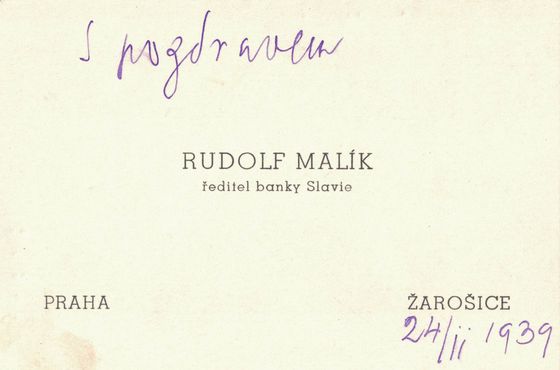 S pozdravem
RUDOLF MALÍK
ředitel banky Slavie
PRAHA
ŽAROŠICE
24/ii 1939